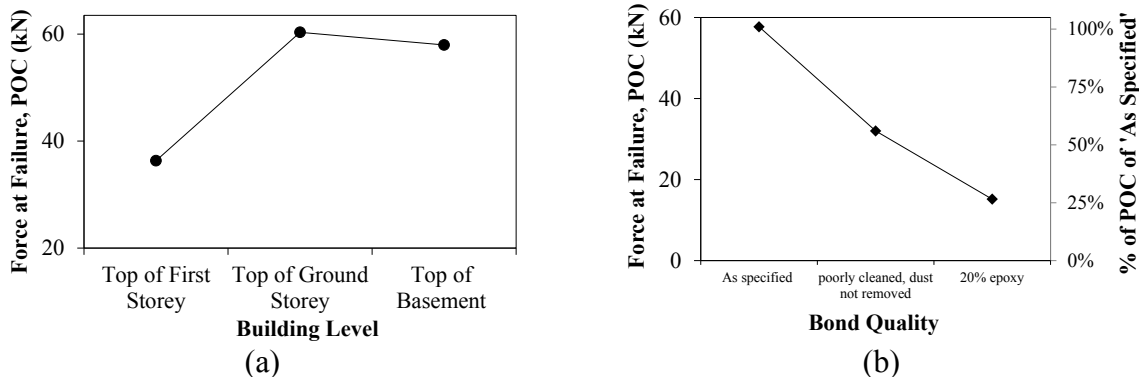 Force at Failure, POC (kN)
60
40
20
Top of First
Storey
Top of Ground
Storey
Top of
Basement
Building Level
(a)
Force at Failure, POC (kN)
60
40
20
0
100%
75%
50%
25%
0%
% of POC of 'As Specified'
As specified
poorly cleaned, dust
not removed
20% epoxy
Bond Quality
(b)